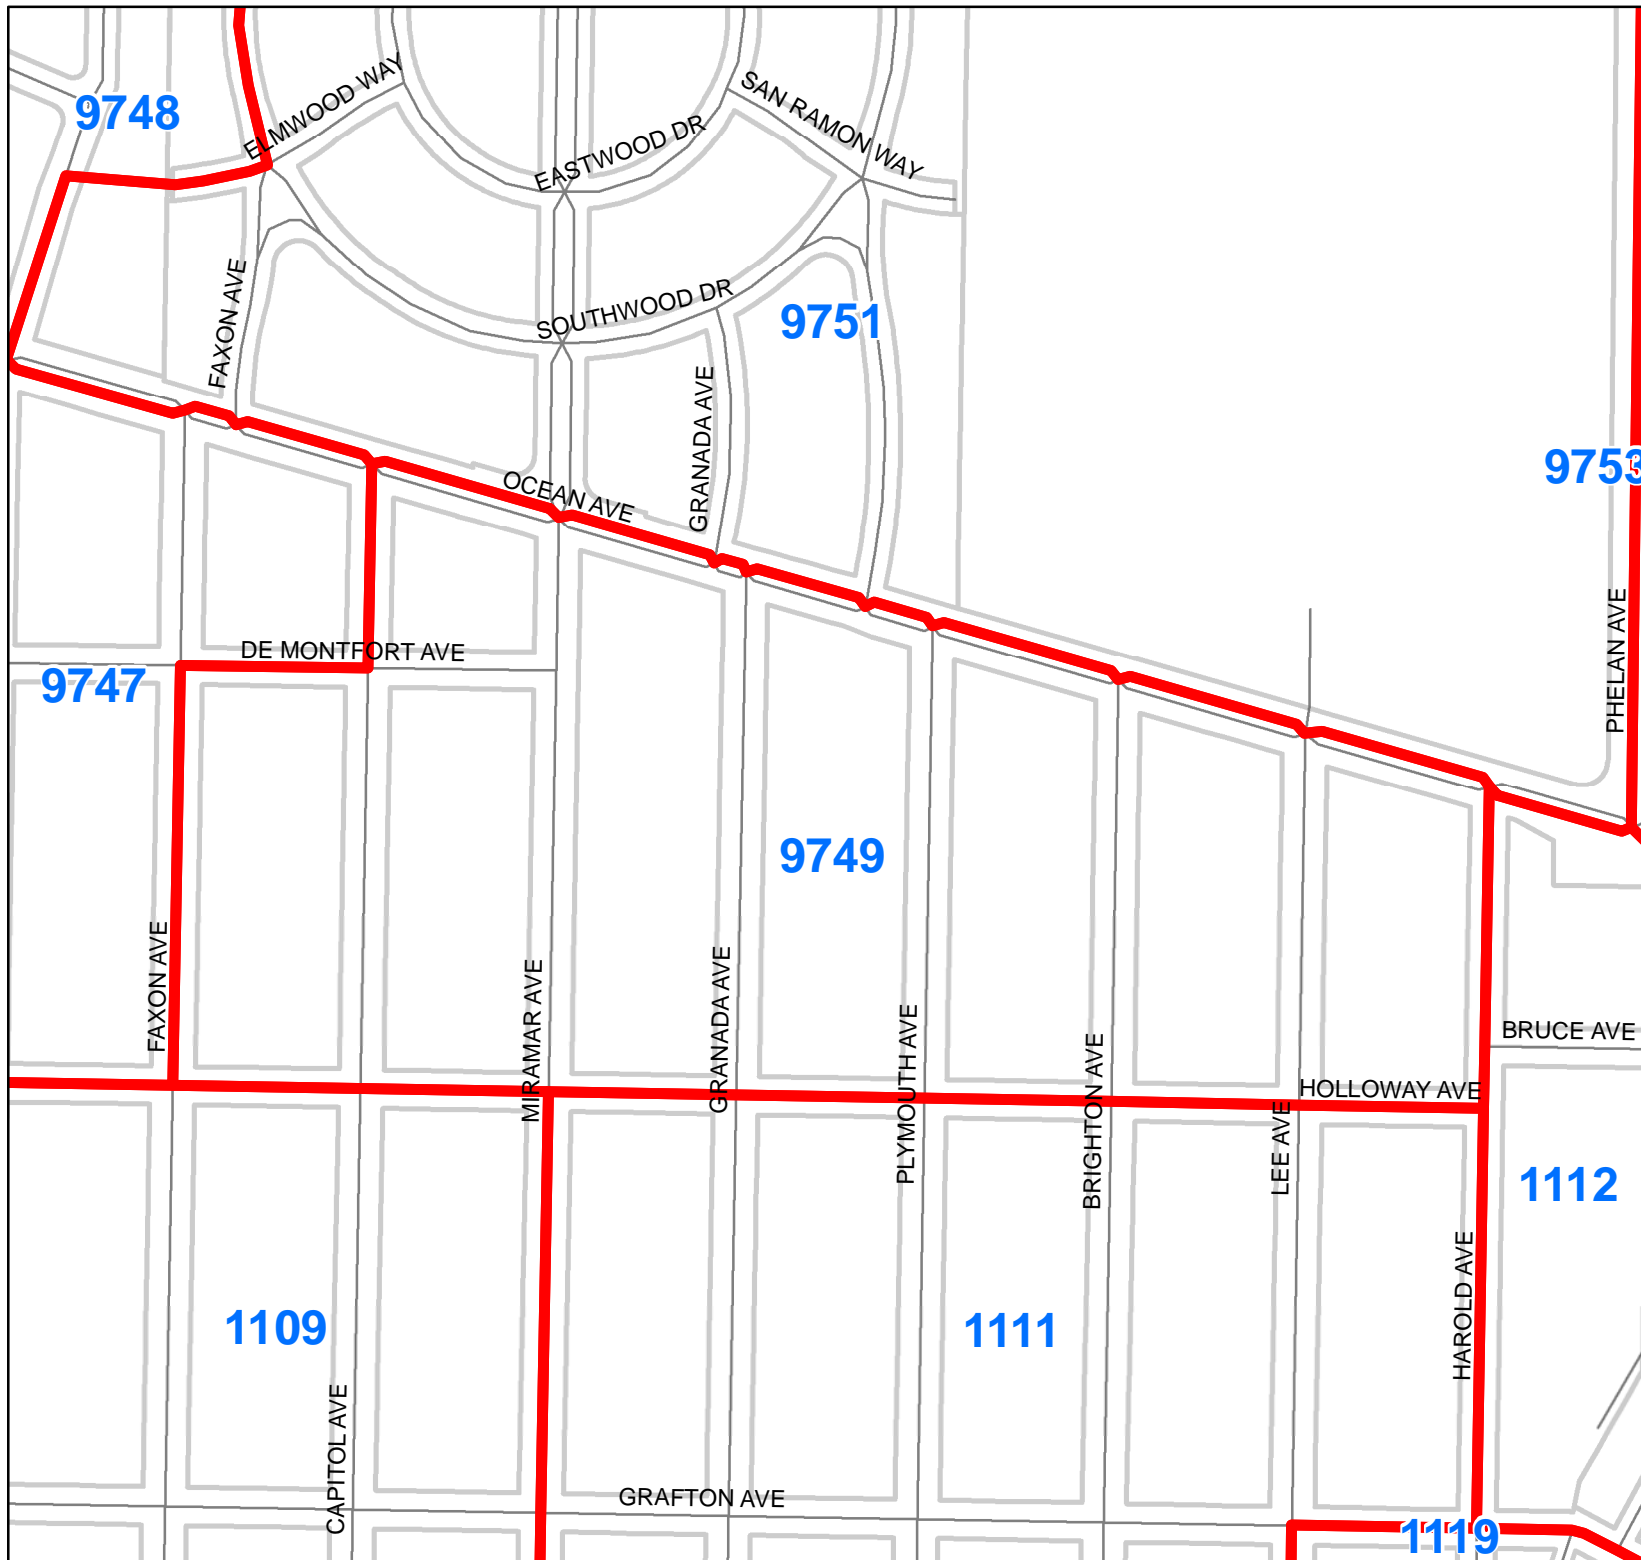 9748
ELMWOOD WAY
SAN RAMON WAY
EASTWOOD DR
FAXON AVE
SOUTHWOOD DR
9751
GRANADA AVE
OCEAN AVE
9753
PHELAN AVE
DE MONTFORT AVE
9747
9749
FAXON AVE
MIRAMAR AVE
GRANADA AVE
PLYMOUTH AVE
BRIGHTON AVE
BRUCE AVE
HOLLOWAY AVE
LEE AVE
1112
HAROLD AVE
1109
1111
CAPITOL AVE
GRAFTON AVE
1119